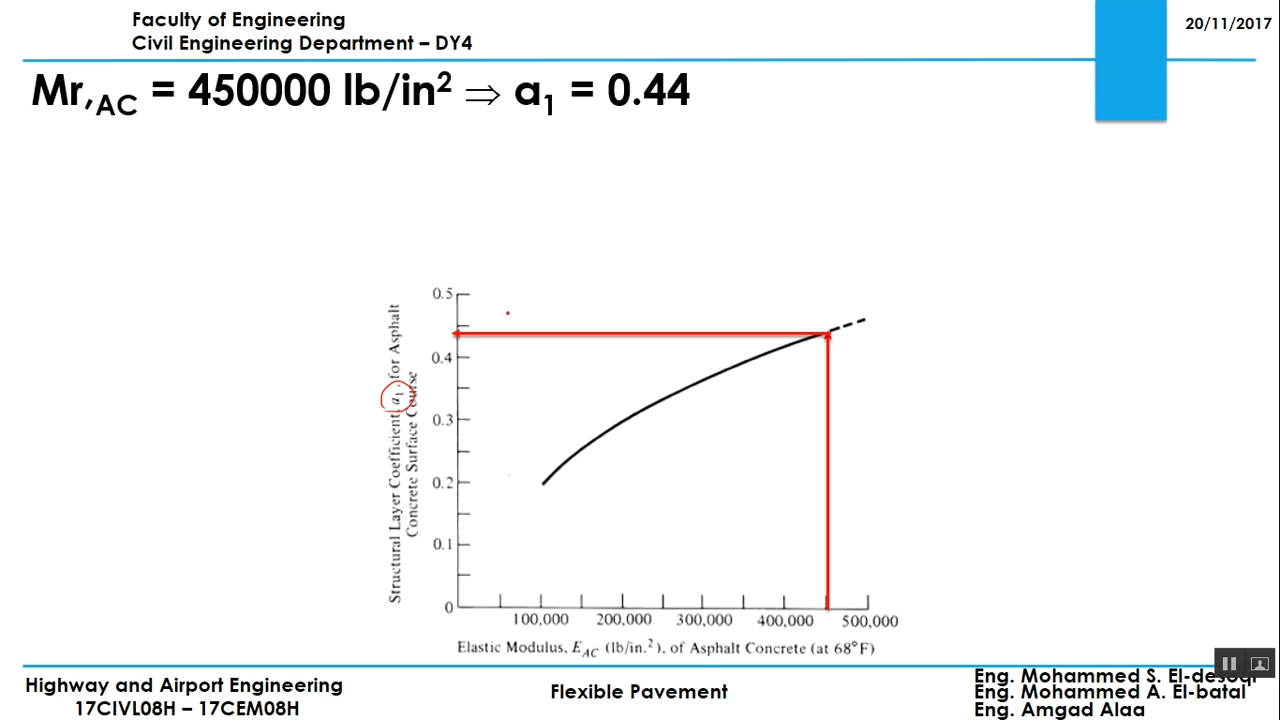 Faculty of Engineering
Civil Engineering Department – DY4
20/11/2017
Mr,AC = 450000 lb/in² ⇒ a₁ = 0.44
Structural Layer Coefficient, a₁, for Asphalt
Concrete Surface Course
0.5
0.4
0.3
0.2
0.1
0
100,000 200,000 300,000 400,000 500,000
Elastic Modulus, E_AC (lb/in.²), of Asphalt Concrete (at 68°F)
Highway and Airport Engineering
17CIVL08H – 17CEM08H
Flexible Pavement
Eng. Mohammed S. El-desoqi
Eng. Mohammed A. El-batal
Eng. Amgad Alaa